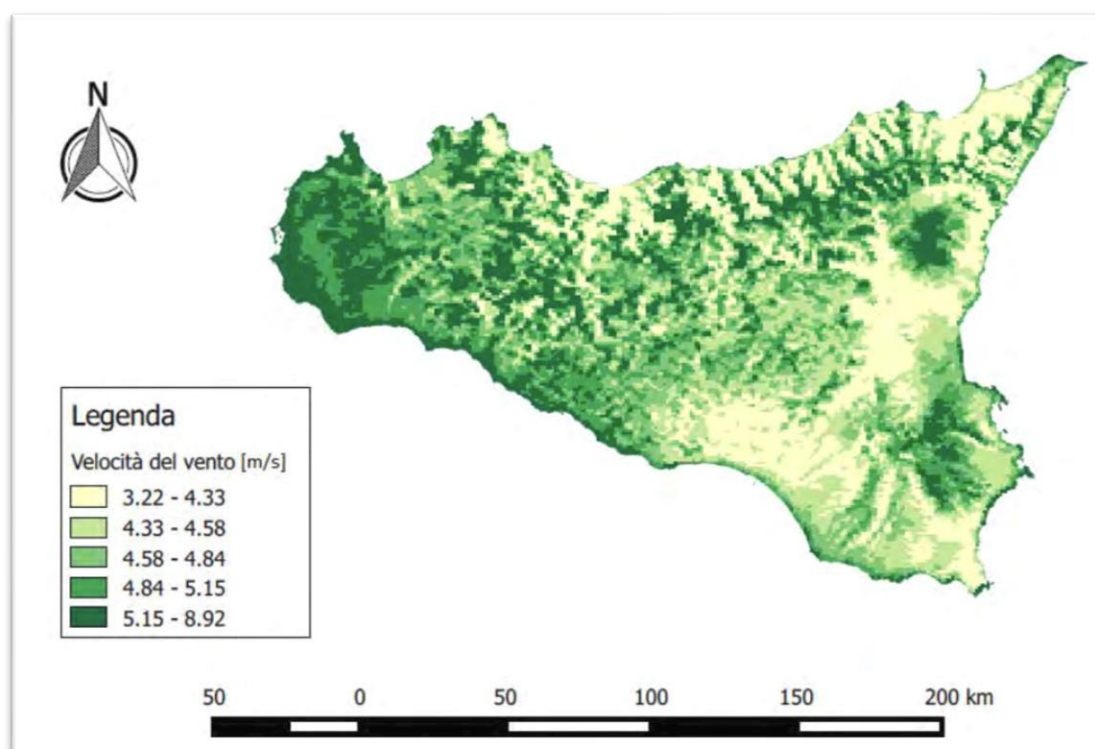 N
Legenda
Velocità del vento [m/s]
3.22 - 4.33
4.33 - 4.58
4.58 - 4.84
4.84 - 5.15
5.15 - 8.92
50 0 50 100 150 200 km